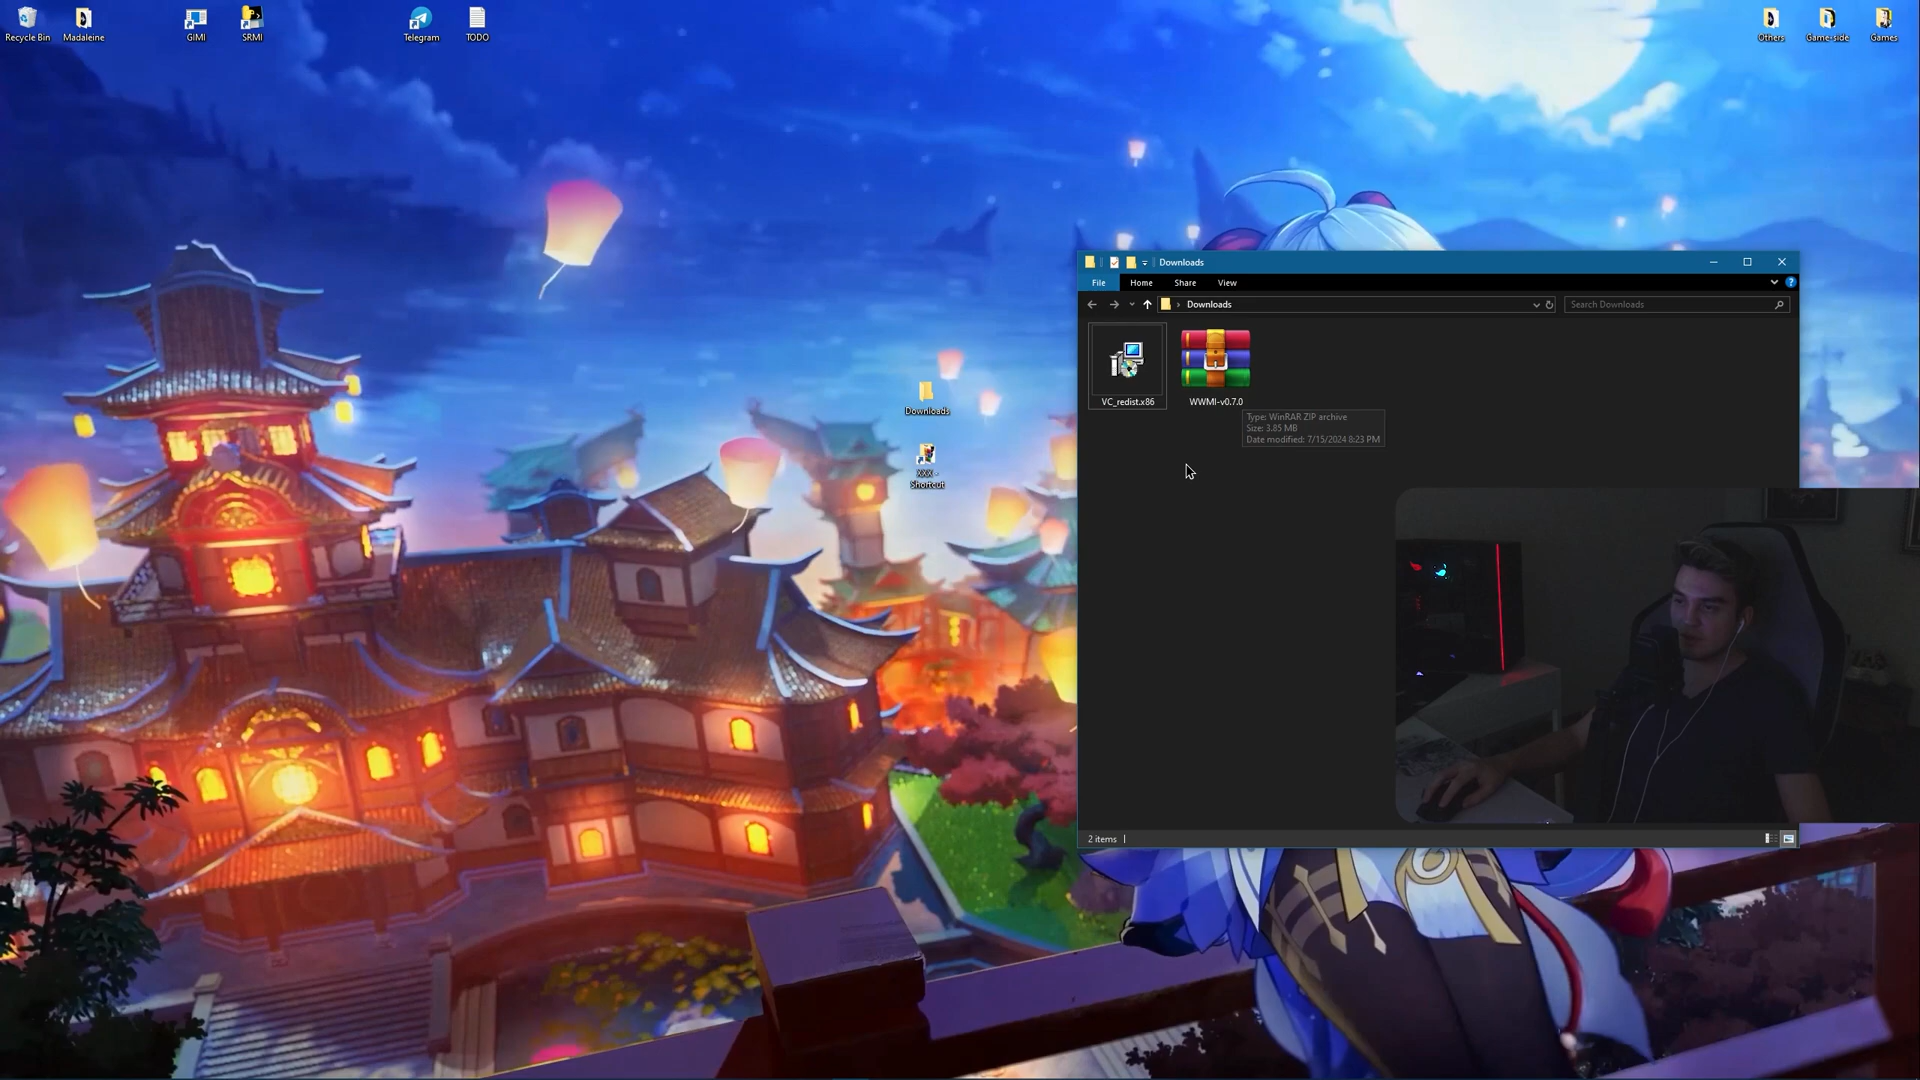 Recycle Bin
Madaleine
GIMI
SRMI
Telegram
TODO
Others
Game-side
Games
Downloads
XXX -
Shortcut
Downloads
File
Home
Share
View
Downloads
Search Downloads
VC_redist.x86
WWMI-v0.7.0
Type: WinRAR ZIP archive
Size: 3.85 MB
Date modified: 7/15/2024 8:23 PM
2 items